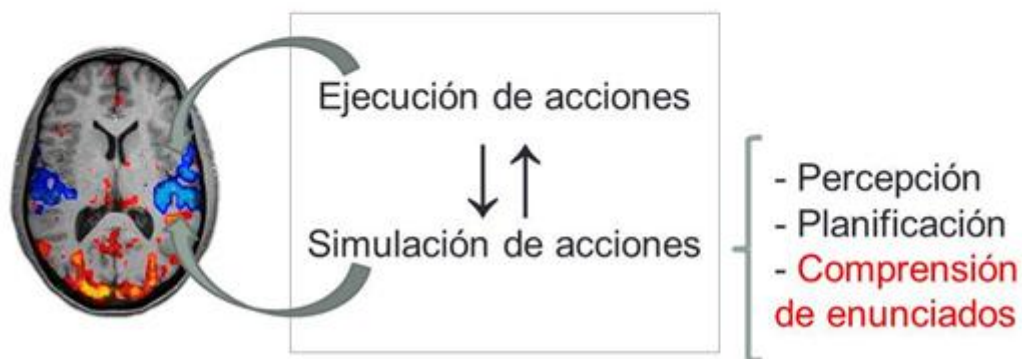 Ejecución de acciones
Simulación de acciones
- Percepción
- Planificación
- Comprensión
de enunciados